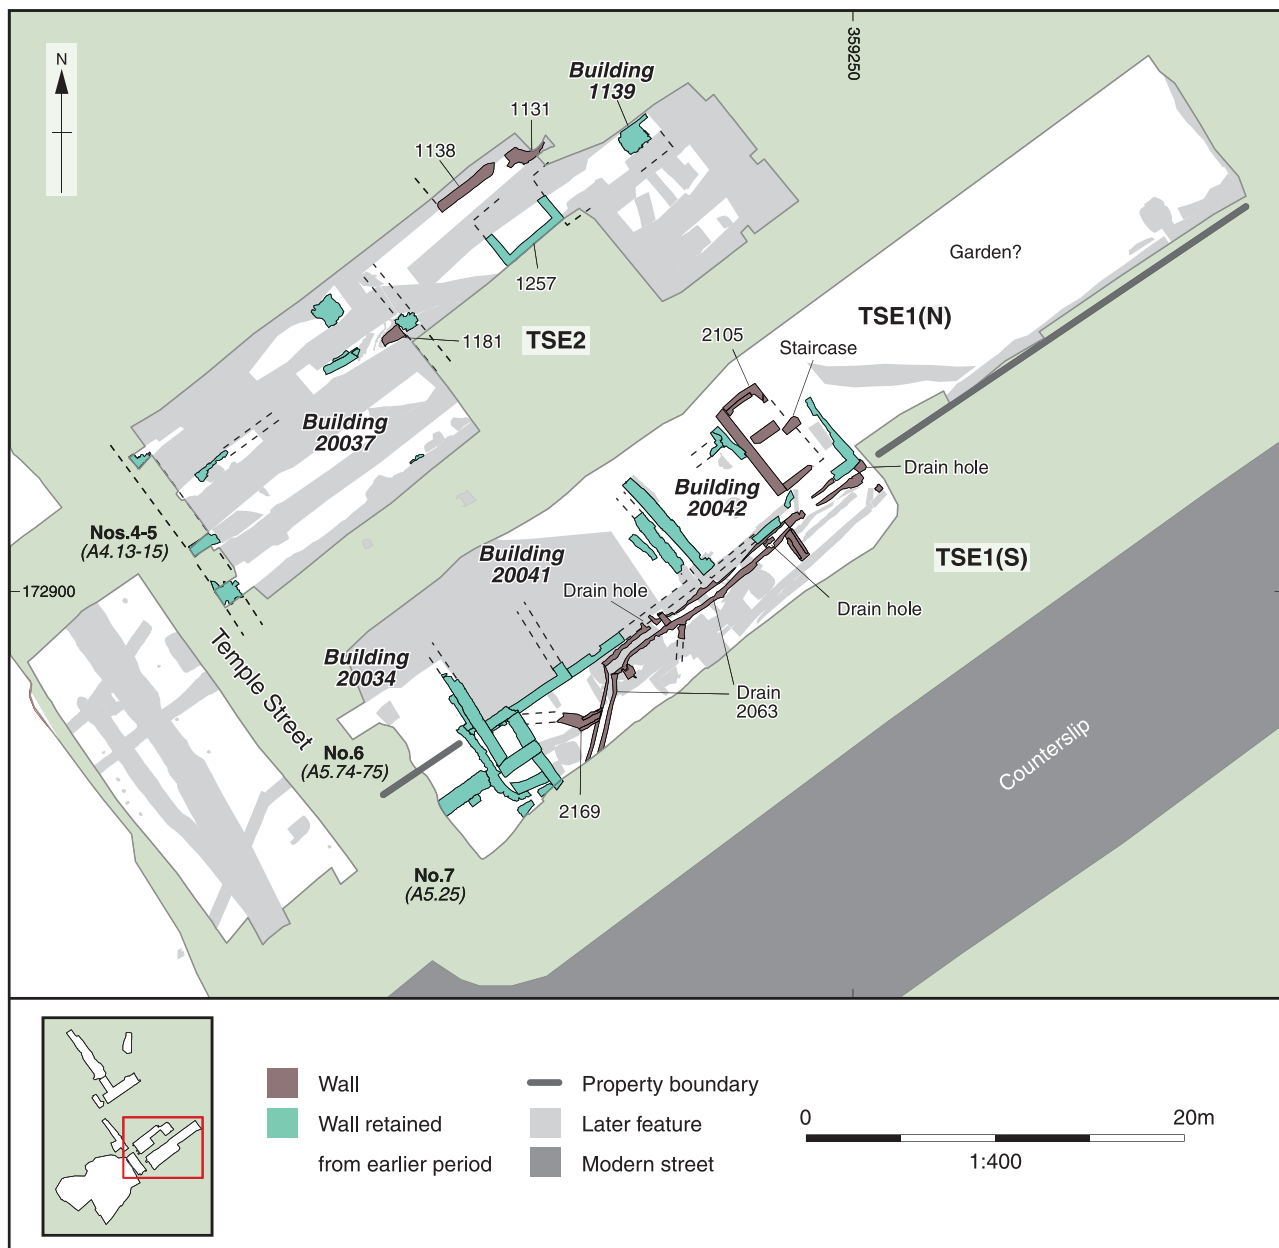 N
359250
Building
1139
1131
1138
1257
TSE2
1181
Garden?
TSE1(N)
2105
Staircase
Building
20037
Drain hole
Building
20042
Nos.4-5
(A4.13-15)
Building
20041
TSE1(S)
172900
Drain hole
Drain hole
Temple Street
Building
20034
Drain
2063
No.6
(A5.74-75)
Counterslip
2169
No.7
(A5.25)
Wall
Wall retained
from earlier period
Property boundary
Later feature
Modern street
0 20m
1:400